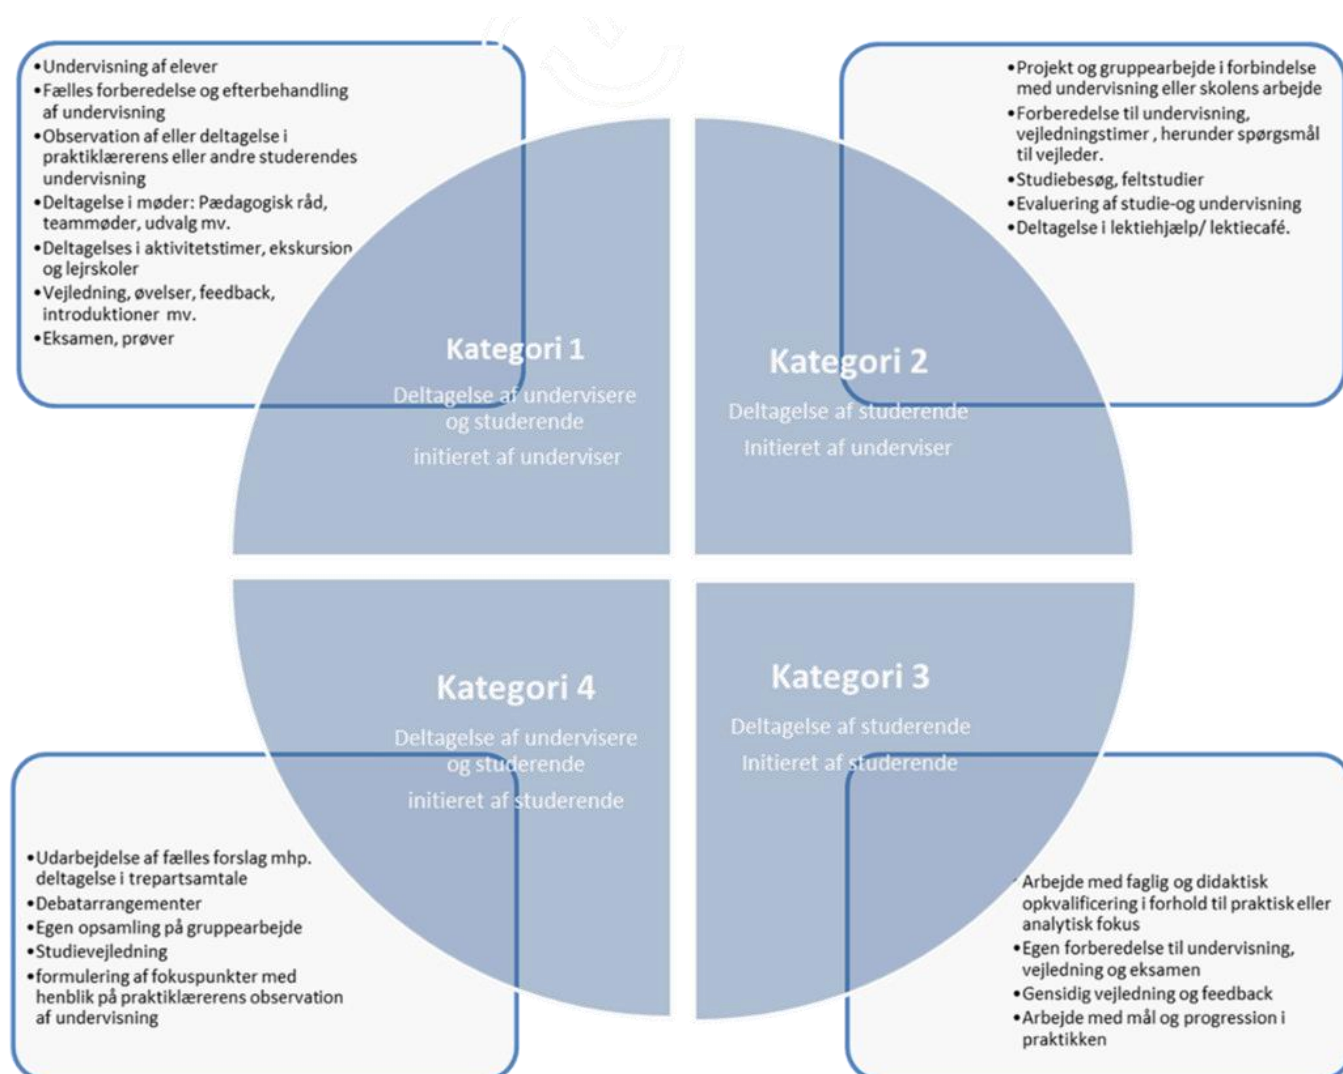 •Undervisning af elever
•Fælles forberedelse og efterbehandling
af undervisning
•Observation af eller deltagelse i
praktiklærerens eller andre studerendes
undervisning
•Deltagelse i møder: Pædagogisk råd,
teammøder, udvalg mv.
•Deltagelses i aktivitetstimer, ekskursion
og lejrskoler
•Vejledning, øvelser, feedback,
introduktioner mv.
•Eksamen, prøver
Kategori 1
Deltagelse af undervisere
og studerende
initieret af underviser
•Projekt og gruppearbejde i forbindelse
med undervisning eller skolens arbejde
•Forberedelse til undervisning,
vejledningstimer , herunder spørgsmål
til vejleder.
•Studiebesøg, feltstudier
•Evaluering af studie-og undervisning
•Deltagelse i lektiehjælp/ lektiecafé.
Kategori 2
Deltagelse af studerende
Initieret af underviser
Kategori 4
Deltagelse af undervisere
og studerende
initieret af studerende
•Udarbejdelse af fælles forslag mhp.
deltagelse i trepartsamtale
•Debatarrangementer
•Egen opsamling på gruppearbejde
•Studievejledning
•formulering af fokuspunkter med
henblik på praktiklærerens observation
af undervisning
Kategori 3
Deltagelse af studerende
Initieret af studerende
•Arbejde med faglig og didaktisk
opkvalificering i forhold til praktisk eller
analytisk fokus
•Egen forberedelse til undervisning,
vejledning og eksamen
•Gensidig vejledning og feedback
•Arbejde med mål og progression i
praktikken